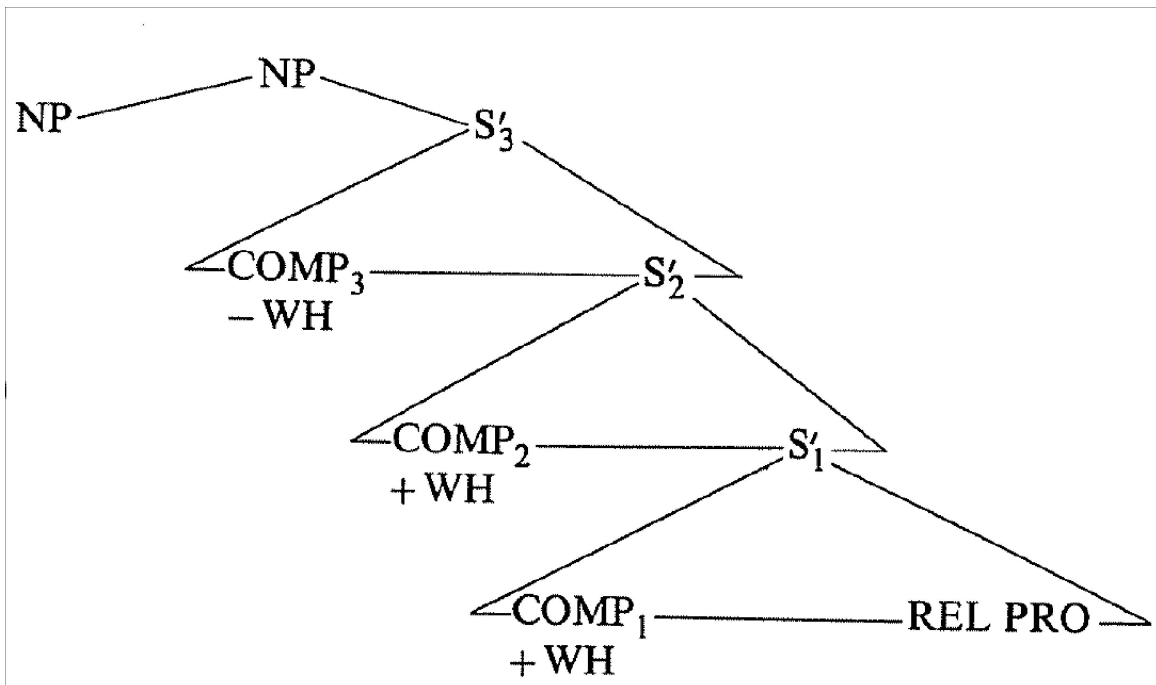 NP
NP
S′₃
COMP₃
S′₂
– WH
COMP₂
S′₁
+ WH
COMP₁
REL PRO
+ WH